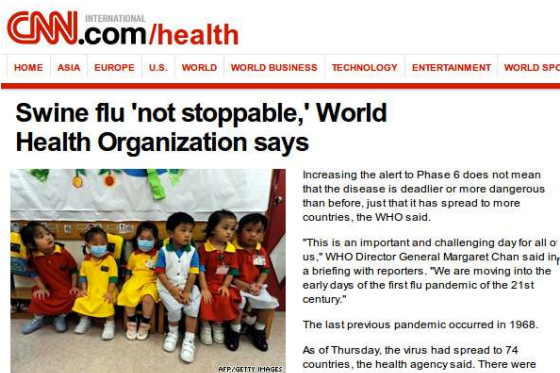 CNN INTERNATIONAL
.com/health
HOME ASIA EUROPE U.S. WORLD WORLD BUSINESS TECHNOLOGY ENTERTAINMENT WORLD SPO
Swine flu 'not stoppable,' World
Health Organization says
Increasing the alert to Phase 6 does not mean
that the disease is deadlier or more dangerous
than before, just that it has spread to more
countries, the WHO said.
"This is an important and challenging day for all o
us," WHO Director General Margaret Chan said in
a briefing with reporters. "We are moving into the
early days of the first flu pandemic of the 21st
century."
The last previous pandemic occurred in 1968.
As of Thursday, the virus had spread to 74
countries, the health agency said. There were
AFP/GETTY IMAGES